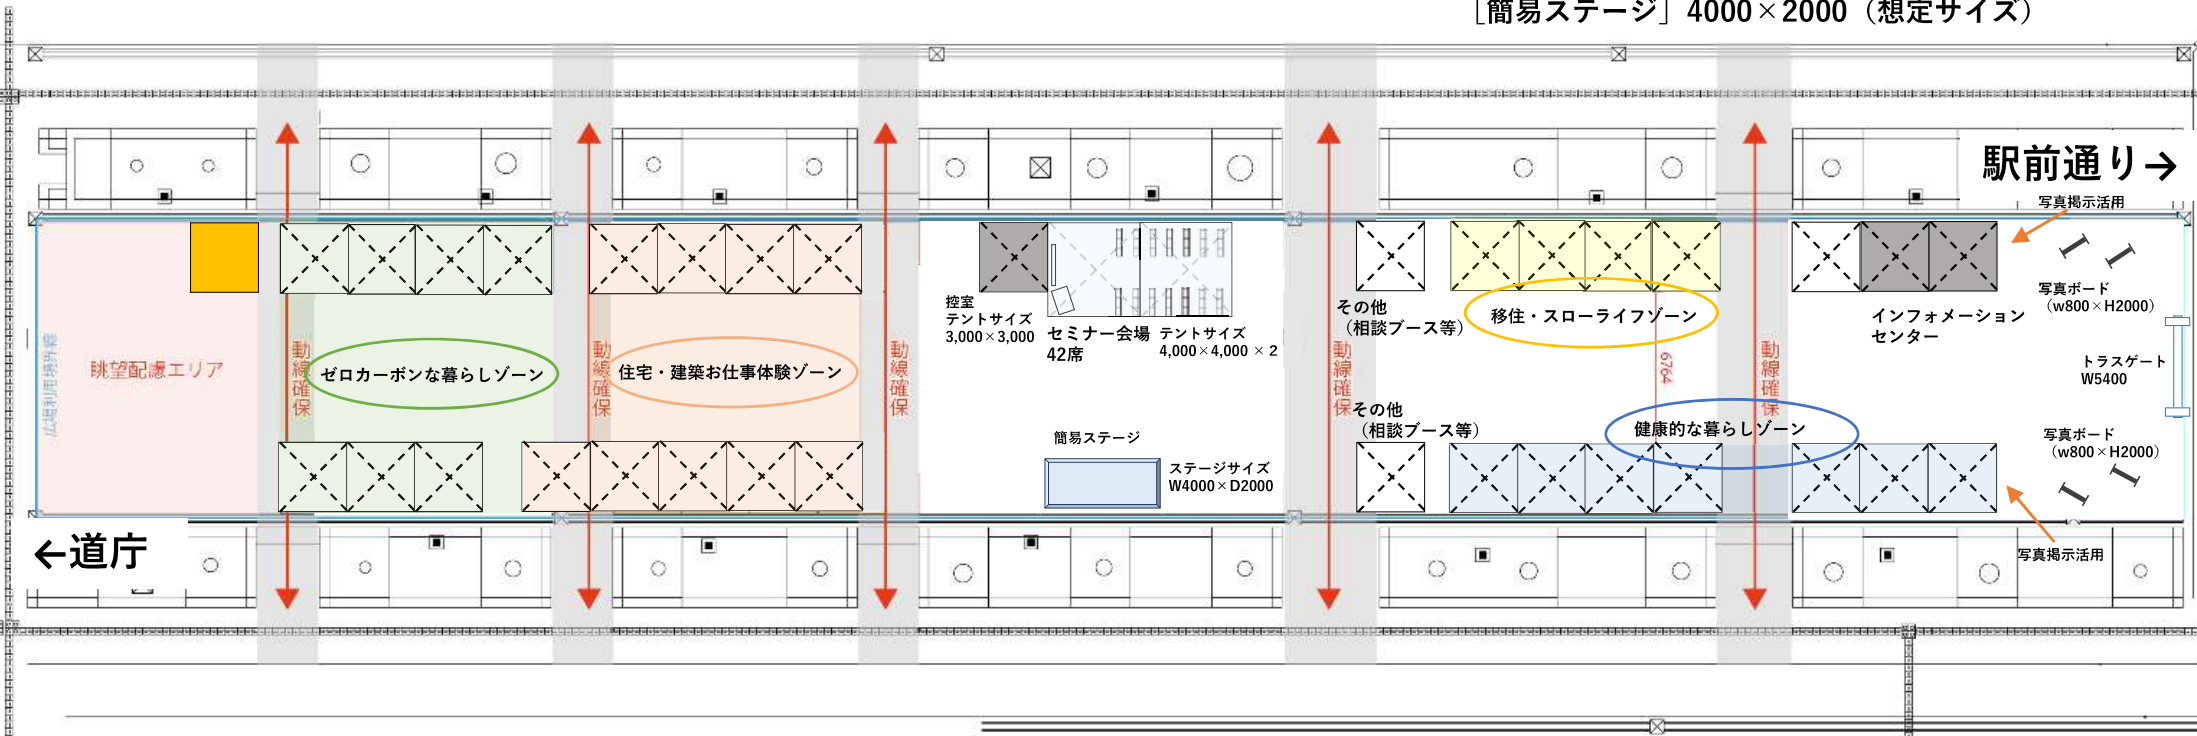 ［簡易ステージ］4000×2000（想定サイズ）
駅前通り→
写真掲示活用
写真ボード
（w800×H2000）
インフォメーション
センター
トラスゲート
W5400
その他
（相談ブース等）
移住・スローライフゾーン
控室
テントサイズ
3,000×3,000
セミナー会場
42席
テントサイズ
4,000×4,000 × 2
広場利用境界線
眺望配慮エリア
動線確保
ゼロカーボンな暮らしゾーン
動線確保
住宅・建築お仕事体験ゾーン
動線確保
動線確保
6764
動線確保
その他
（相談ブース等）
健康的な暮らしゾーン
簡易ステージ
ステージサイズ
W4000×D2000
写真ボード
（w800×H2000）
写真掲示活用
←道庁